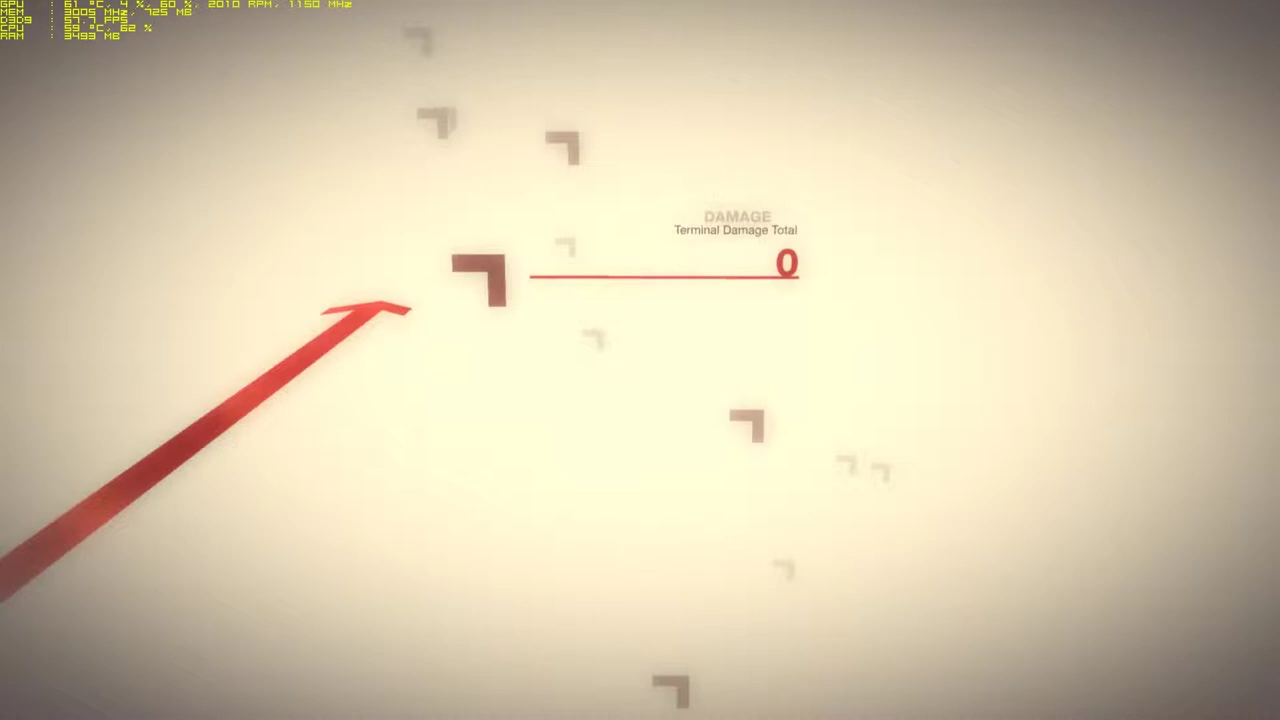 GPU : 61 °C, 4 %, 60 %, 2010 RPM, 1150 MHz
MEM : 3005 MHz, 725 MB
D3D9 : 57.7 FPS
CPU : 59 °C, 62 %
RAM : 3493 MB
DAMAGE
Terminal Damage Total
0